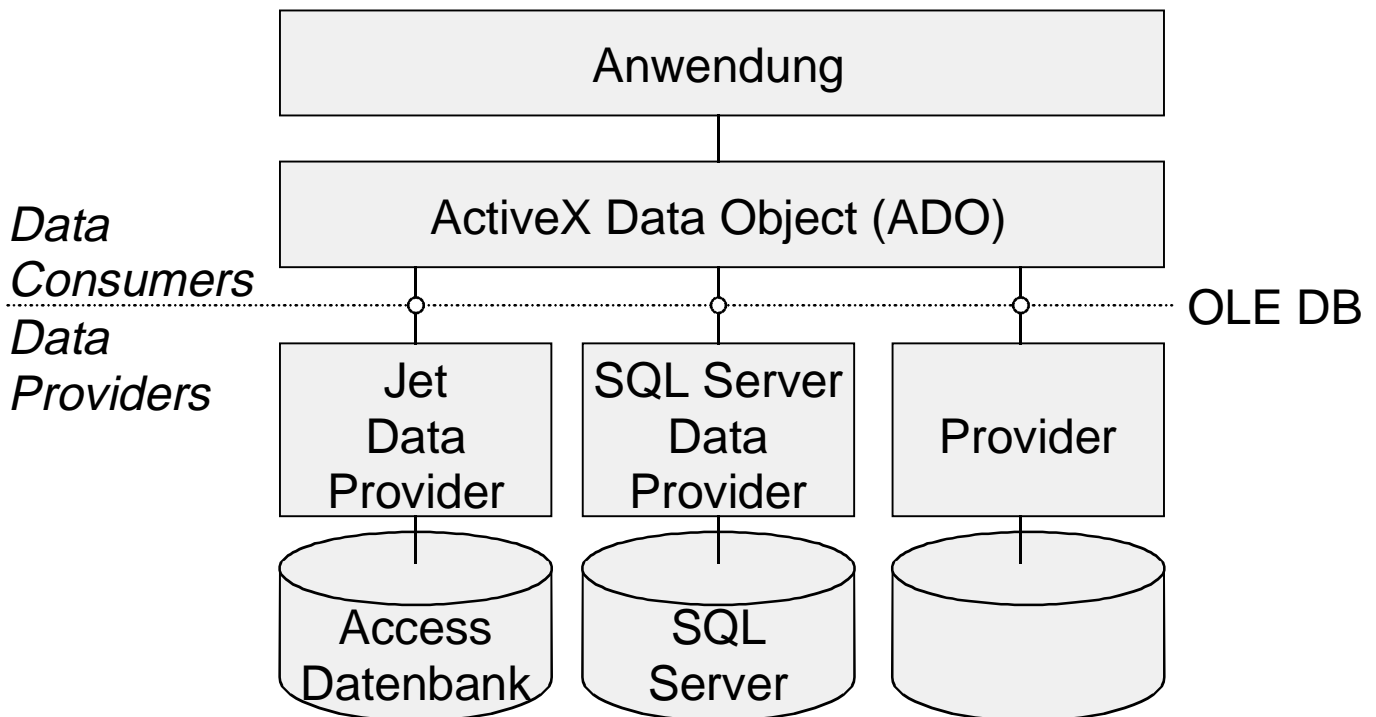 Anwendung
ActiveX Data Object (ADO)
Data
Consumers
OLE DB
Data
Providers
Jet
Data
Provider
SQL Server
Data
Provider
Provider
Access
Datenbank
SQL
Server